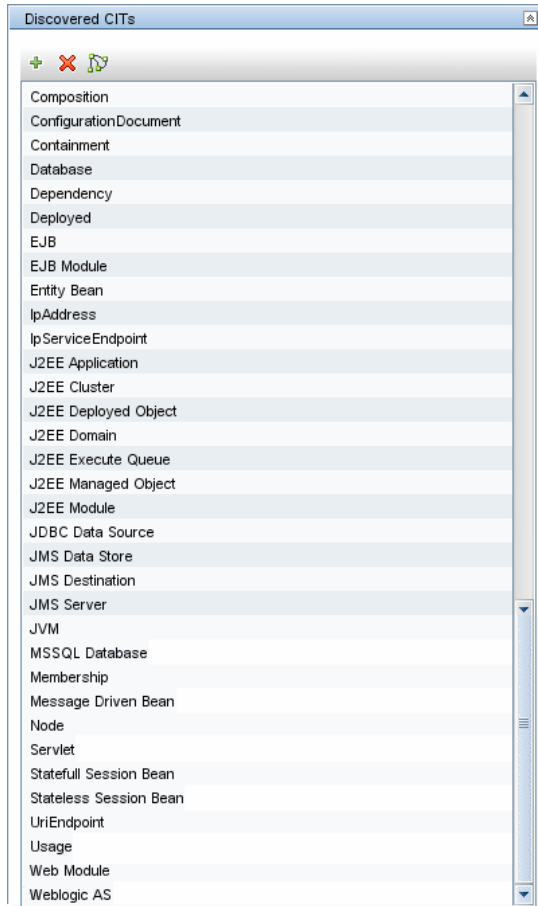 Discovered CITs
Composition
ConfigurationDocument
Containment
Database
Dependency
Deployed
EJB
EJB Module
Entity Bean
IpAddress
IpServiceEndpoint
J2EE Application
J2EE Cluster
J2EE Deployed Object
J2EE Domain
J2EE Execute Queue
J2EE Managed Object
J2EE Module
JDBC Data Source
JMS Data Store
JMS Destination
JMS Server
JVM
MSSQL Database
Membership
Message Driven Bean
Node
Servlet
Statefull Session Bean
Stateless Session Bean
UriEndpoint
Usage
Web Module
Weblogic AS